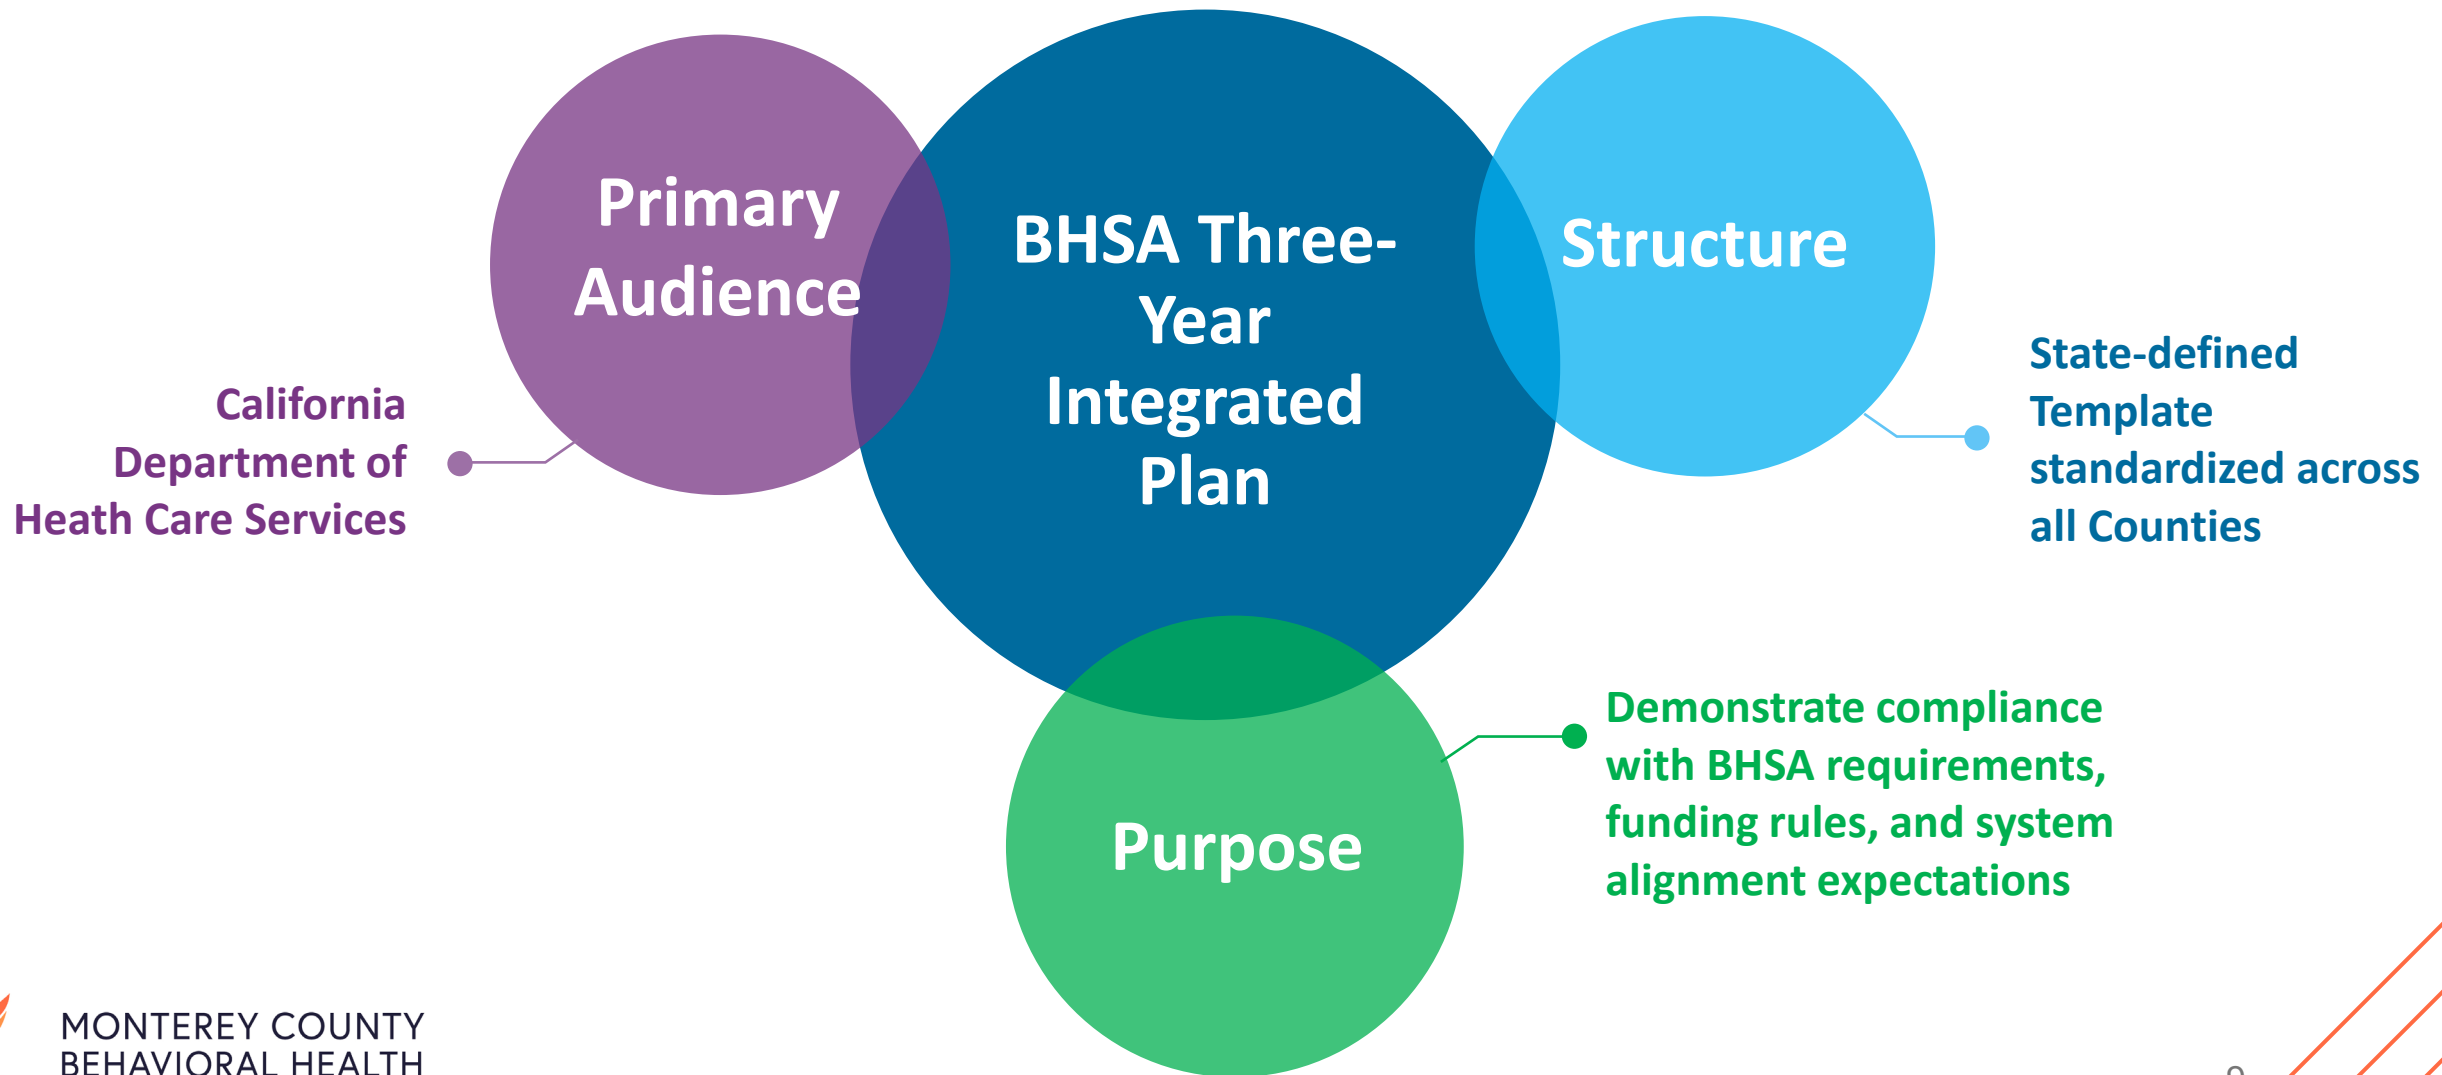 Primary
Audience
BHSA Three-
Year
Integrated
Plan
Structure
California
Department of
Heath Care Services
State-defined
Template
standardized across
all Counties
Purpose
Demonstrate compliance
with BHSA requirements,
funding rules, and system
alignment expectations
MONTEREY COUNTY
BEHAVIORAL HEALTH